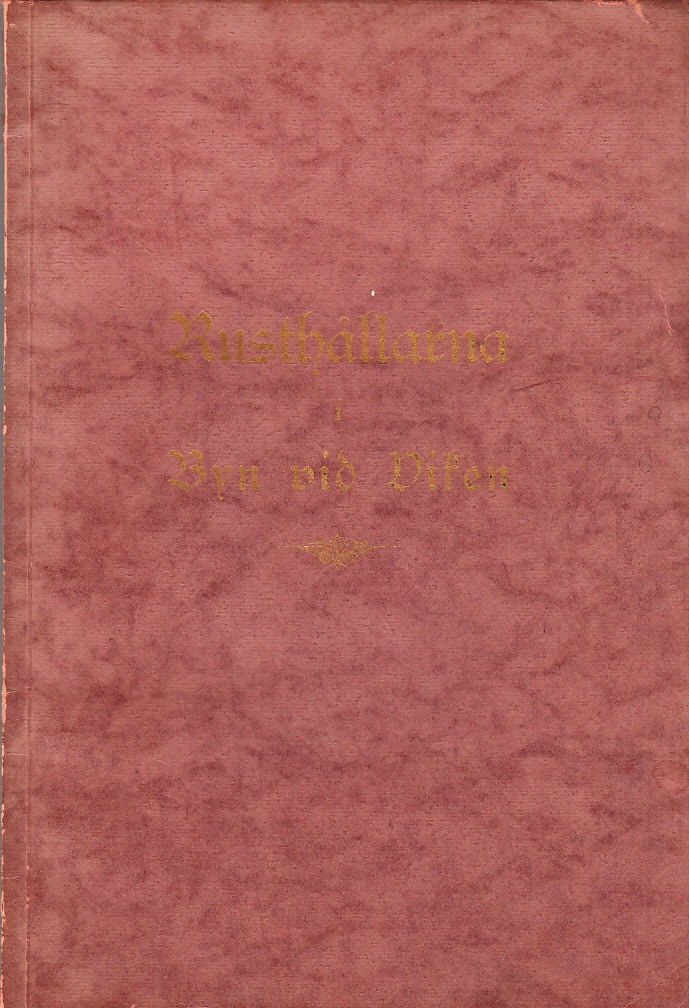 Rusthållarna
i
Byn vid Viken